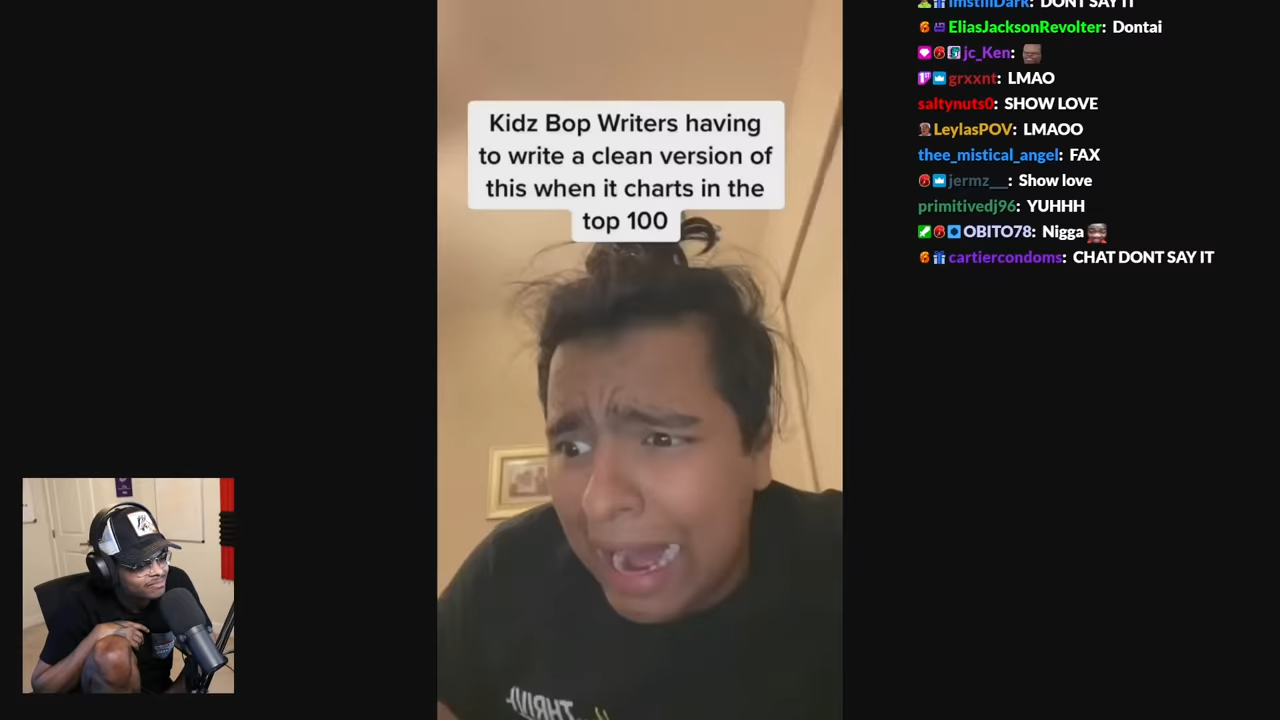 Kidz Bop Writers having
to write a clean version of
this when it charts in the
top 100
THRIV
ImstillDark: DONT SAY IT
EliasJacksonRevolter: Dontai
jc_Ken:
grxxnt: LMAO
saltynuts0: SHOW LOVE
LeylasPOV: LMAOO
thee_mistical_angel: FAX
jermz__: Show love
primitivedj96: YUHHH
OBITO78: Nigga
cartiercondoms: CHAT DONT SAY IT